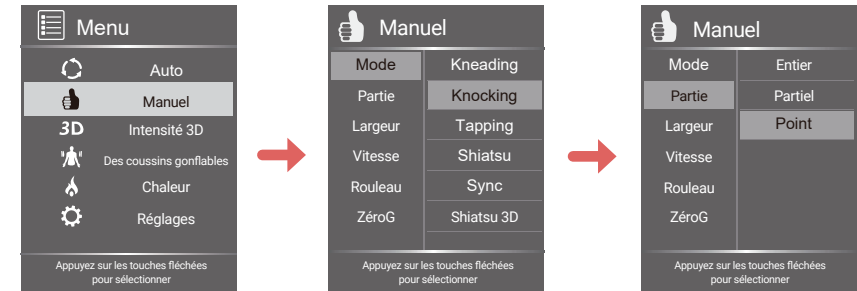 Menu
Auto
Manuel
3D Intensité 3D
Des coussins gonflables
Chaleur
Réglages
Appuyez sur les touches fléchées
pour sélectionner
Manuel
Mode Kneading
Partie Knocking
Largeur Tapping
Vitesse Shiatsu
Rouleau Sync
ZéroG Shiatsu 3D
Appuyez sur les touches fléchées
pour sélectionner
Manuel
Mode Entier
Partie Partiel
Largeur Point
Vitesse
Rouleau
ZéroG
Appuyez sur les touches fléchées
pour sélectionner